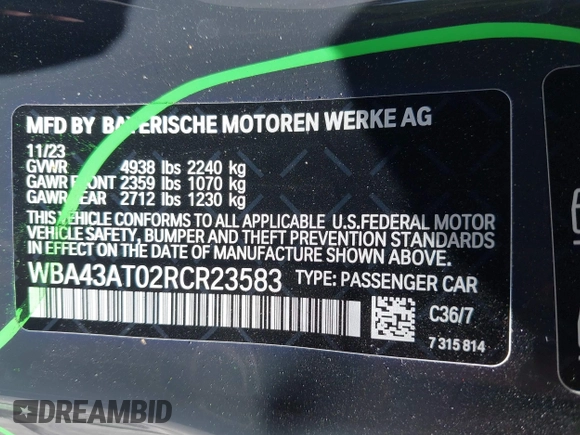 MFD BY BAYERISCHE MOTOREN WERKE AG
11/23
GVWR 4938 lbs 2240 kg
GAWR FRONT 2359 lbs 1070 kg
GAWR REAR 2712 lbs 1230 kg
THIS VEHICLE CONFORMS TO ALL APPLICABLE U.S.FEDERAL MOTOR
VEHICLE SAFETY, BUMPER AND THEFT PREVENTION STANDARDS
IN EFFECT ON THE DATE OF MANUFACTURE SHOWN ABOVE.
WBA43AT02RCR23583 TYPE: PASSENGER CAR
C36/7
7 315 814
DREAMBID